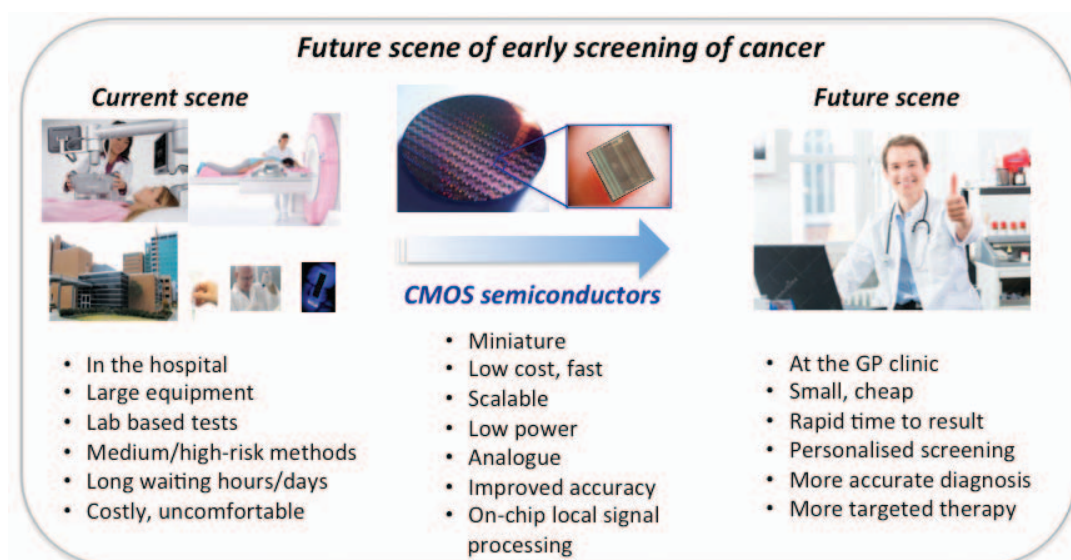 Future scene of early screening of cancer
Current scene
• In the hospital
• Large equipment
• Lab based tests
• Medium/high-risk methods
• Long waiting hours/days
• Costly, uncomfortable
CMOS semiconductors
• Miniature
• Low cost, fast
• Scalable
• Low power
• Analogue
• Improved accuracy
• On-chip local signal
processing
Future scene
• At the GP clinic
• Small, cheap
• Rapid time to result
• Personalised screening
• More accurate diagnosis
• More targeted therapy